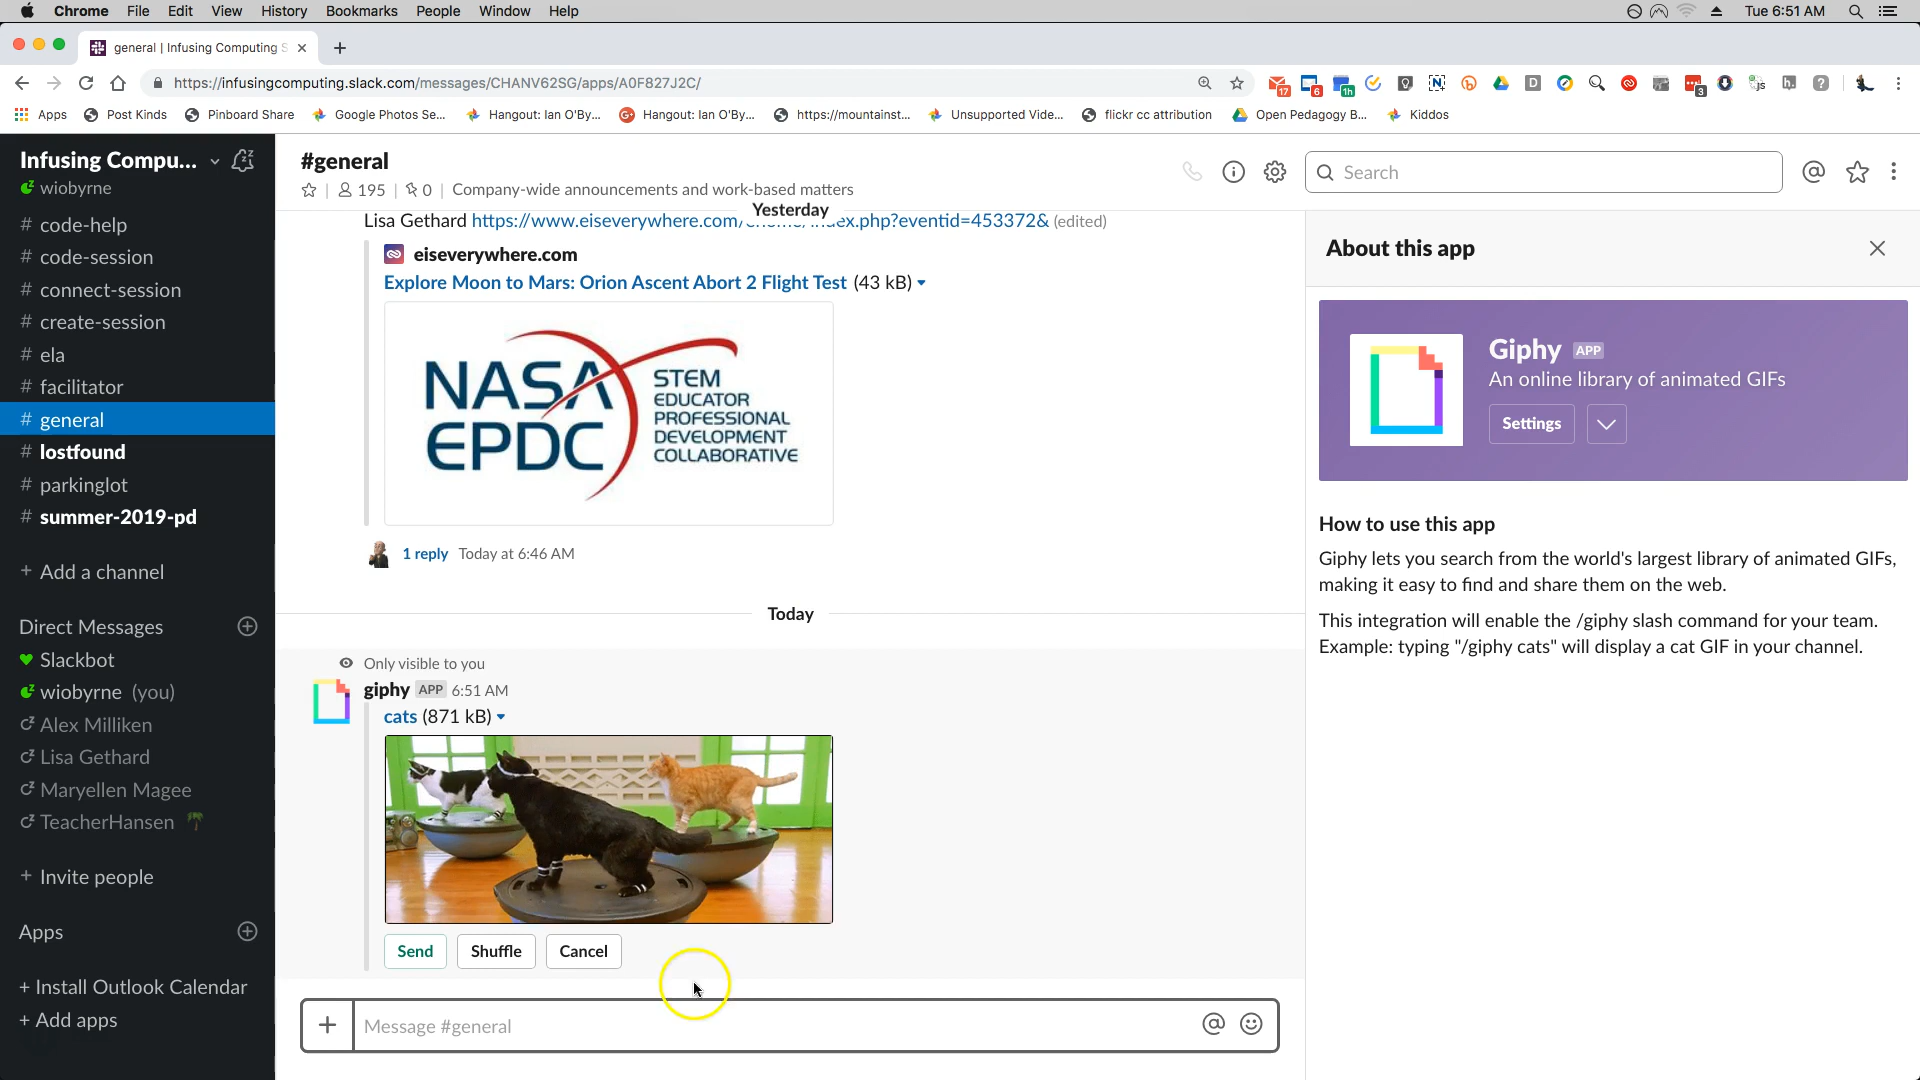 Chrome File Edit View History Bookmarks People Window Help Tue 6:51 AM
general | Infusing Computing S
https://infusingcomputing.slack.com/messages/CHANV62SG/apps/A0F827J2C/
17 6 1h 3
Apps Post Kinds Pinboard Share Google Photos Se... Hangout: Ian O'By... Hangout: Ian O'By... https://mountainst... Unsupported Vide... flickr cc attribution Open Pedagogy B... Kiddos
Infusing Compu...
wiobyrne
# code-help
# code-session
# connect-session
# create-session
# ela
# facilitator
# general
# lostfound
# parkinglot
# summer-2019-pd
+ Add a channel
Direct Messages
Slackbot
wiobyrne (you)
Alex Milliken
Lisa Gethard
Maryellen Magee
TeacherHansen
+ Invite people
Apps
+ Install Outlook Calendar
+ Add apps
#general
195 | 0 | Company-wide announcements and work-based matters
Search
Yesterday
Lisa Gethard https://www.eiseverywhere.com/ index.php?eventid=453372& (edited)
eiseverywhere.com
Explore Moon to Mars: Orion Ascent Abort 2 Flight Test (43 kB)
NASA
EPDC
STEM
EDUCATOR
PROFESSIONAL
DEVELOPMENT
COLLABORATIVE
1 reply Today at 6:46 AM
Today
Only visible to you
giphy APP 6:51 AM
cats (871 kB)
Send Shuffle Cancel
Message #general
About this app
Giphy APP
An online library of animated GIFs
Settings
How to use this app
Giphy lets you search from the world's largest library of animated GIFs,
making it easy to find and share them on the web.
This integration will enable the /giphy slash command for your team.
Example: typing "/giphy cats" will display a cat GIF in your channel.